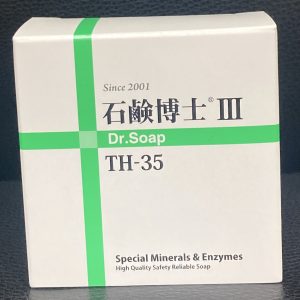 Since 2001
石鹸博士® III
Dr.Soap
TH-35
Special Minerals & Enzymes
High Quality Safety Reliable Soap